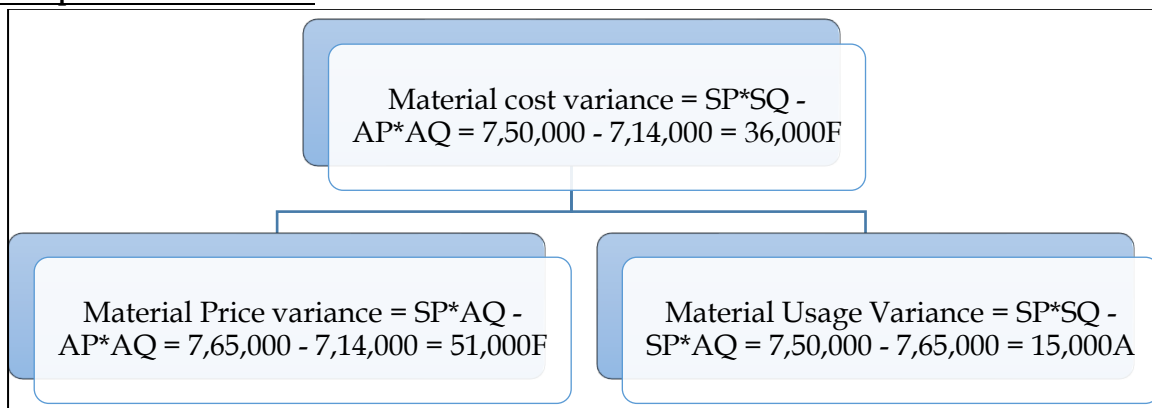 Material cost variance = SP*SQ -
AP*AQ = 7,50,000 - 7,14,000 = 36,000F
Material Price variance = SP*AQ -
AP*AQ = 7,65,000 - 7,14,000 = 51,000F
Material Usage Variance = SP*SQ -
SP*AQ = 7,50,000 - 7,65,000 = 15,000A